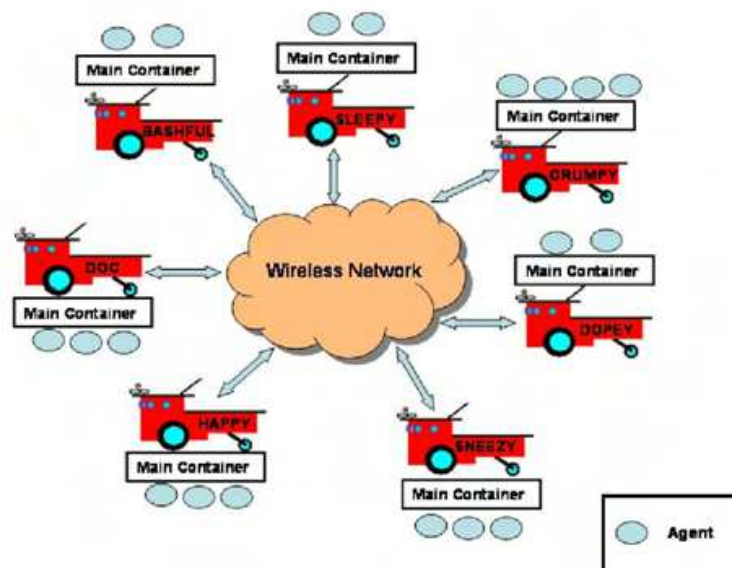 Main Container
BASHFUL
Main Container
SLEEPY
Main Container
GRUMPY
DOC
Main Container
Wireless Network
Main Container
DOPEY
HAPPY
Main Container
SNEEZY
Main Container
Agent